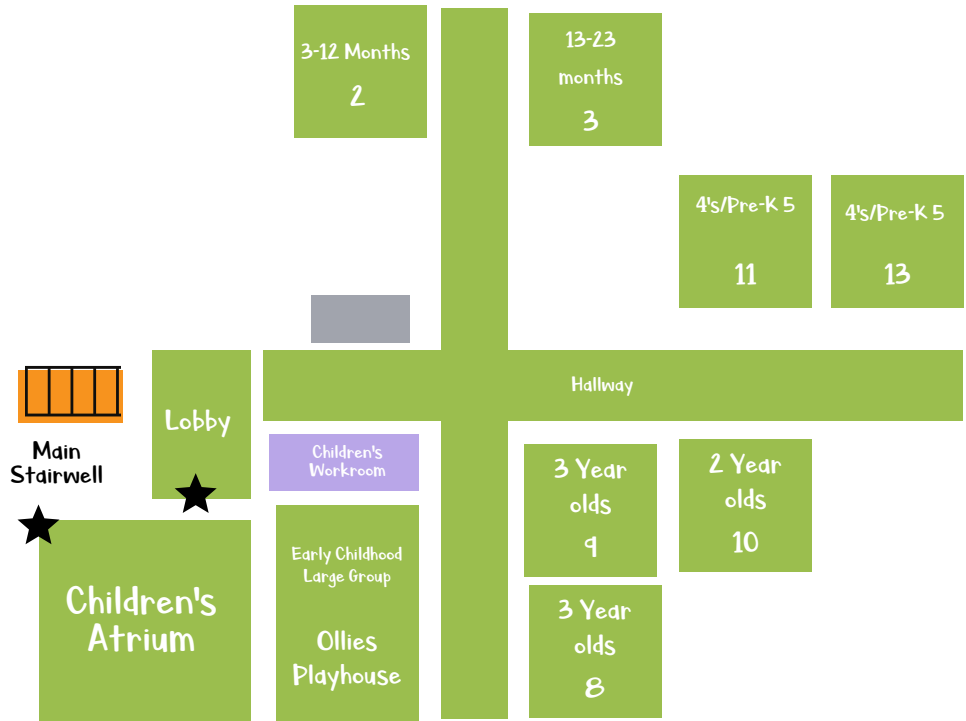 3-12 Months
2
13-23
months
3
4's/Pre-K 5
11
4's/Pre-K 5
13
Hallway
Lobby
Main
Stairwell
Children's
Workroom
3 Year
olds
9
2 Year
olds
10
Early Childhood
Large Group
Ollies
Playhouse
Children's
Atrium
3 Year
olds
8